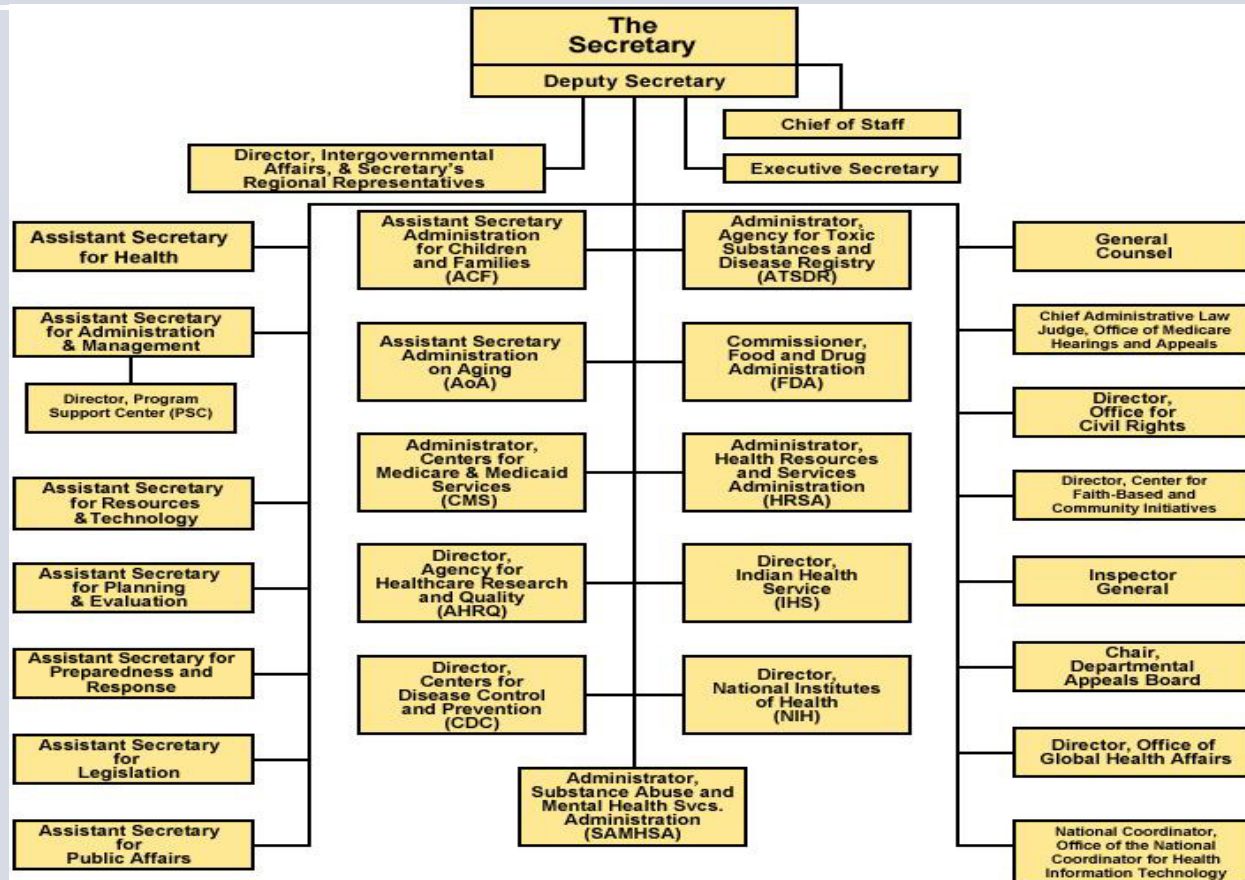 The
Secretary
Deputy Secretary
Chief of Staff
Director, Intergovernmental
Affairs, & Secretary's
Regional Representatives
Executive Secretary
Assistant Secretary
for Health
Assistant Secretary
for Administration
& Management
Director, Program
Support Center (PSC)
Assistant Secretary
for Resources
& Technology
Assistant Secretary
for Planning
& Evaluation
Assistant Secretary for
Preparedness and
Response
Assistant Secretary
for
Legislation
Assistant Secretary
for
Public Affairs
Assistant Secretary
Administration
for Children
and Families
(ACF)
Assistant Secretary
Administration
on Aging
(AoA)
Administrator,
Centers for
Medicare & Medicaid
Services
(CMS)
Director,
Agency for
Healthcare Research
and Quality
(AHRQ)
Director,
Centers for
Disease Control
and Prevention
(CDC)
Administrator,
Agency for Toxic
Substances and
Disease Registry
(ATSDR)
Commissioner,
Food and Drug
Administration
(FDA)
Administrator,
Health Resources
and Services
Administration
(HRSA)
Director,
Indian Health
Service
(IHS)
Director,
National Institutes
of Health
(NIH)
Administrator,
Substance Abuse and
Mental Health Svcs.
Administration
(SAMHSA)
General
Counsel
Chief Administrative Law
Judge, Office of Medicare
Hearings and Appeals
Director,
Office for
Civil Rights
Director, Center for
Faith-Based and
Community Initiatives
Inspector
General
Chair,
Departmental
Appeals Board
Director, Office of
Global Health Affairs
National Coordinator,
Office of the National
Coordinator for Health
Information Technology